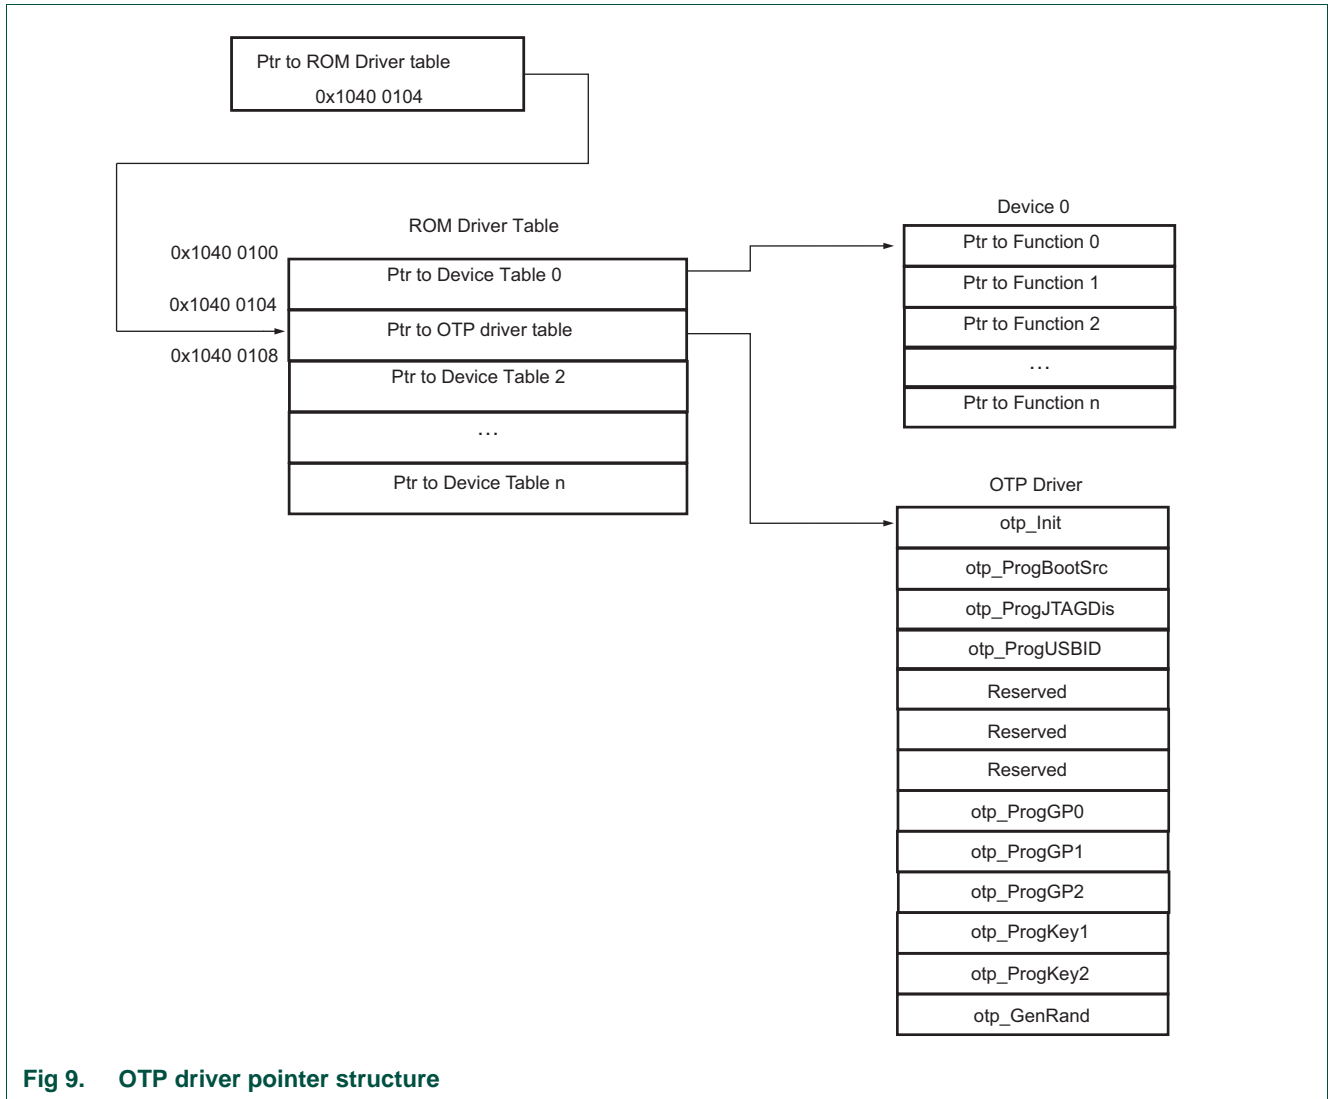 Ptr to ROM Driver table
0x1040 0104
ROM Driver Table
0x1040 0100
Ptr to Device Table 0
0x1040 0104
Ptr to OTP driver table
0x1040 0108
Ptr to Device Table 2
...
Ptr to Device Table n
Device 0
Ptr to Function 0
Ptr to Function 1
Ptr to Function 2
...
Ptr to Function n
OTP Driver
otp_Init
otp_ProgBootSrc
otp_ProgJTAGDis
otp_ProgUSBID
Reserved
Reserved
Reserved
otp_ProgGP0
otp_ProgGP1
otp_ProgGP2
otp_ProgKey1
otp_ProgKey2
otp_GenRand
Fig 9. OTP driver pointer structure